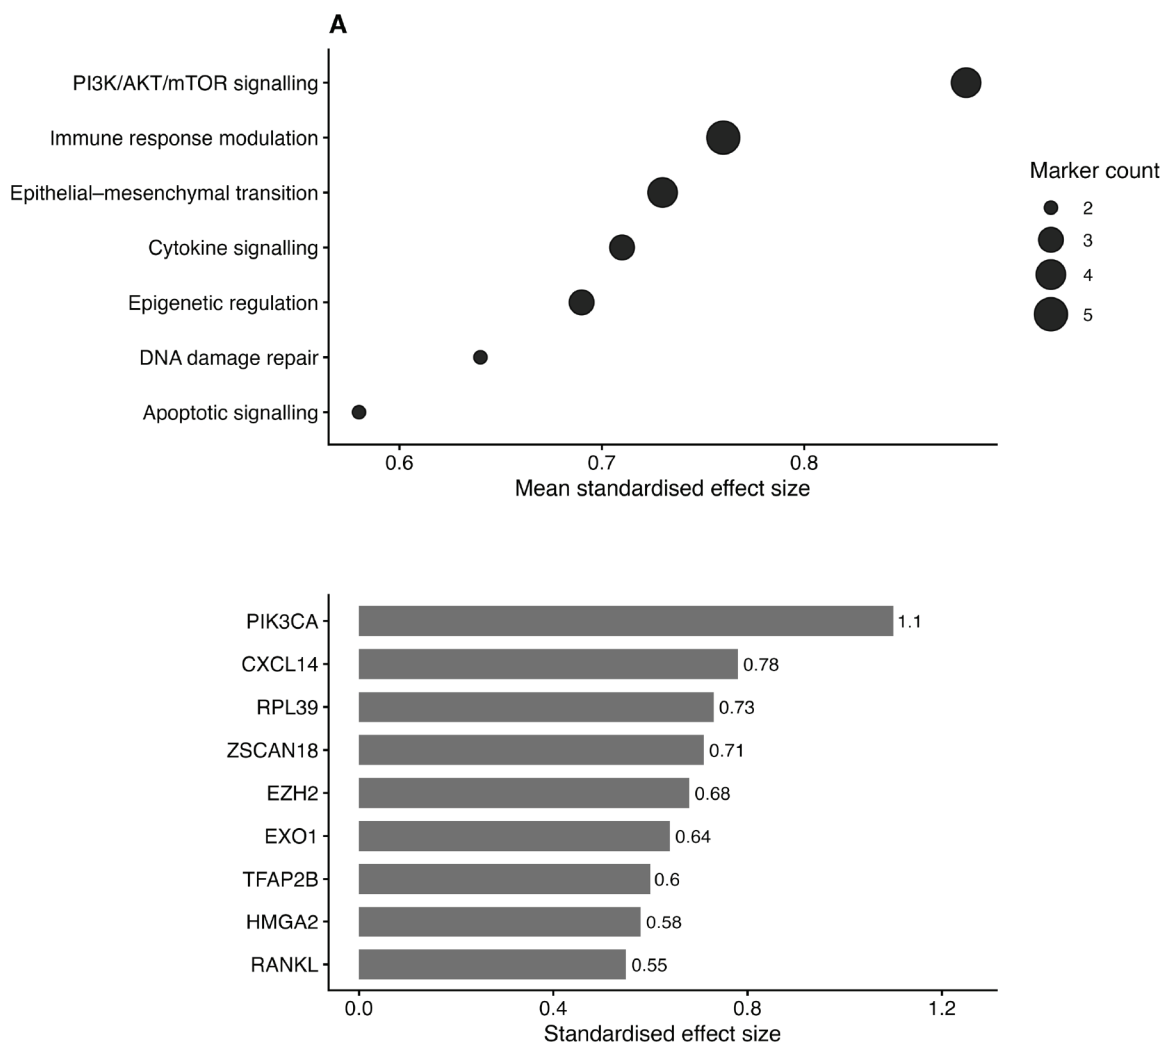 A
PI3K/AKT/mTOR signalling
Immune response modulation
Epithelial–mesenchymal transition
Cytokine signalling
Epigenetic regulation
DNA damage repair
Apoptotic signalling
0.6 0.7 0.8
Mean standardised effect size
Marker count
2
3
4
5
PIK3CA 1.1
CXCL14 0.78
RPL39 0.73
ZSCAN18 0.71
EZH2 0.68
EXO1 0.64
TFAP2B 0.6
HMGA2 0.58
RANKL 0.55
0.0 0.4 0.8 1.2
Standardised effect size